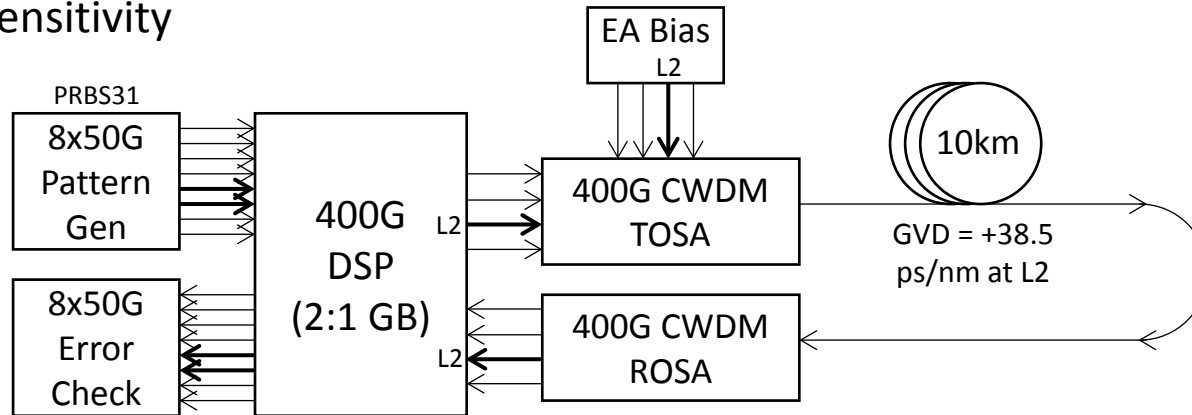 ensitivity
EA Bias
L2
PRBS31
8x50G
Pattern
Gen
400G
DSP
(2:1 GB)
L2
L2
400G CWDM
TOSA
10km
GVD = +38.5
ps/nm at L2
8x50G
Error
Check
400G CWDM
ROSA